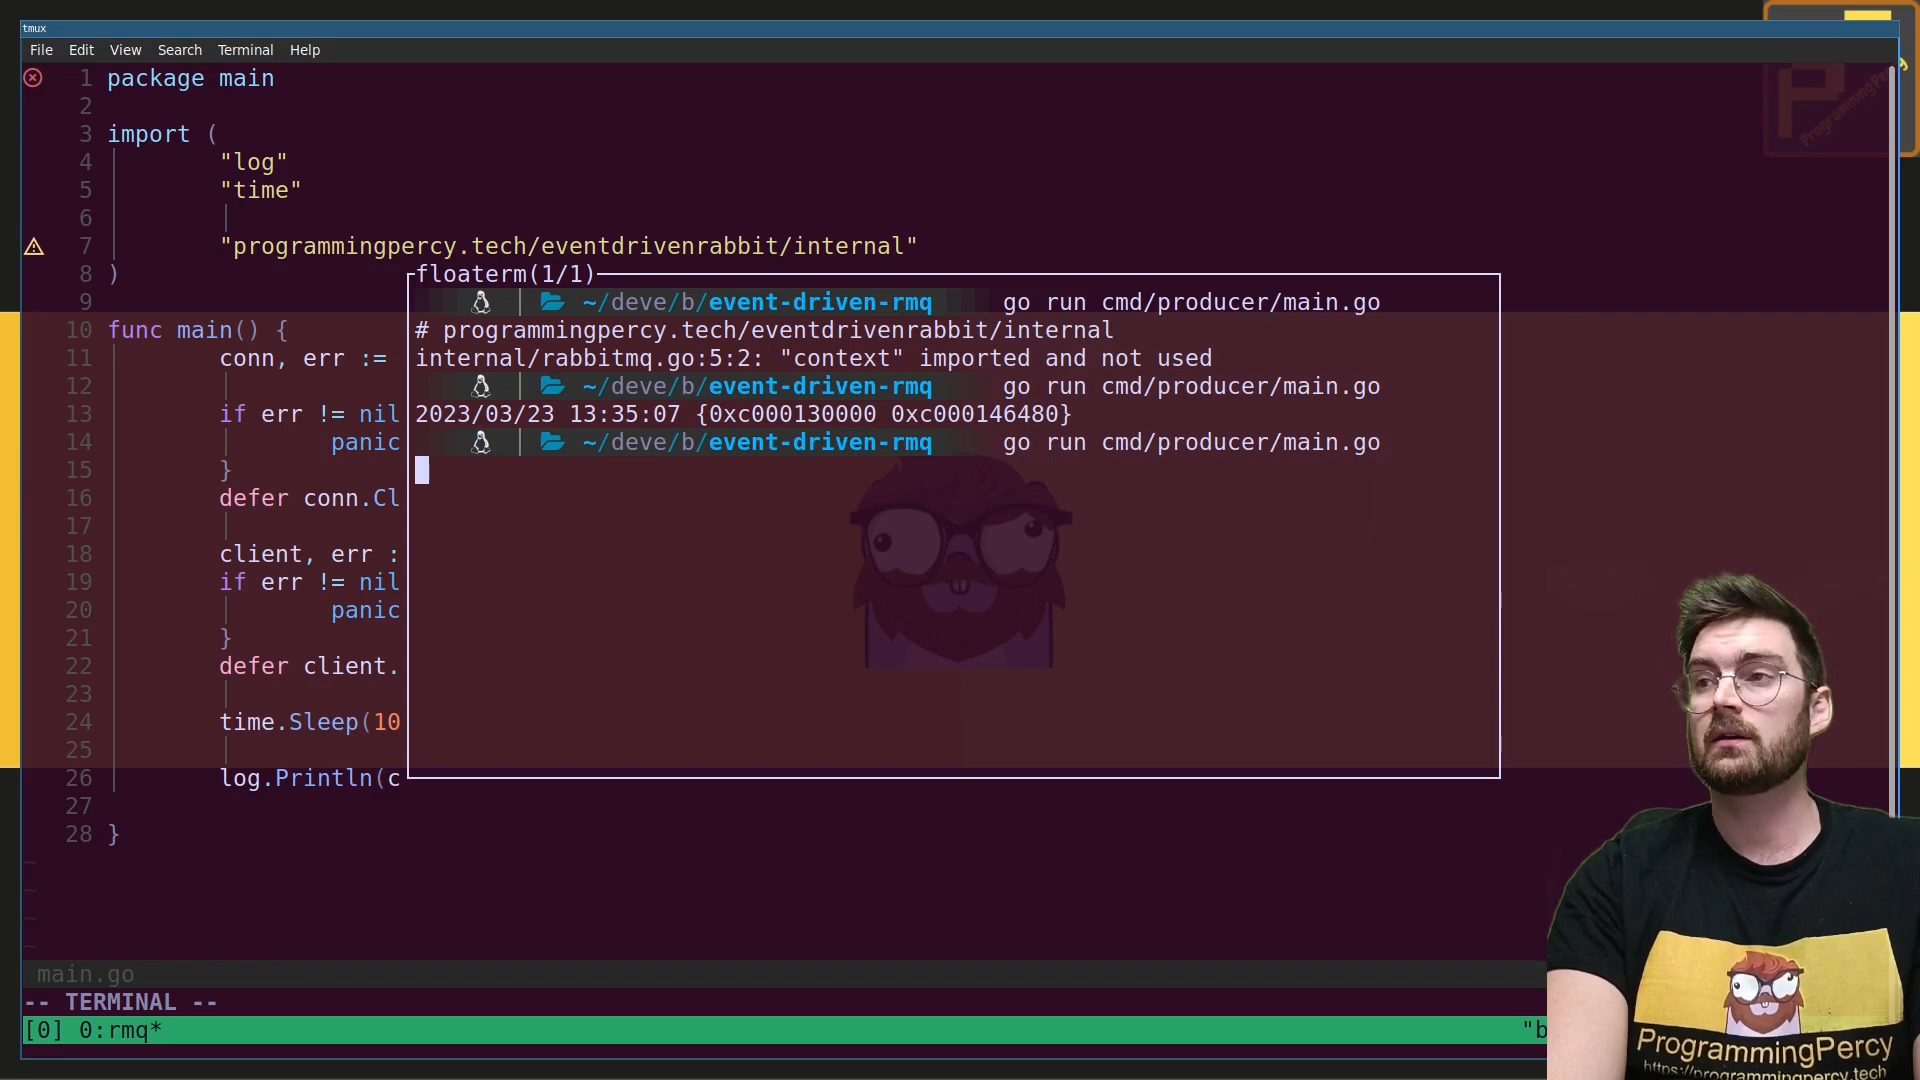 tmux
File Edit View Search Terminal Help
1 package main
2
3 import (
4 "log"
5 "time"
6
7 "programmingpercy.tech/eventdrivenrabbit/internal"
8 )
9
10 func main() {
11 conn, err :=
12
13 if err != nil
14 panic
15 }
16 defer conn.Cl
17
18 client, err :
19 if err != nil
20 panic
21 }
22 defer client.
23
24 time.Sleep(10
25
26 log.Println(c
27
28 }
~
~
~
~
floaterm(1/1)
~/deve/b/event-driven-rmq go run cmd/producer/main.go
# programmingpercy.tech/eventdrivenrabbit/internal
internal/rabbitmq.go:5:2: "context" imported and not used
~/deve/b/event-driven-rmq go run cmd/producer/main.go
2023/03/23 13:35:07 {0xc000130000 0xc000146480}
~/deve/b/event-driven-rmq go run cmd/producer/main.go
main.go
-- TERMINAL --
[0] 0:rmq* "b
P
ProgrammingPercy
ProgrammingPercy
https://programmingpercy.tech